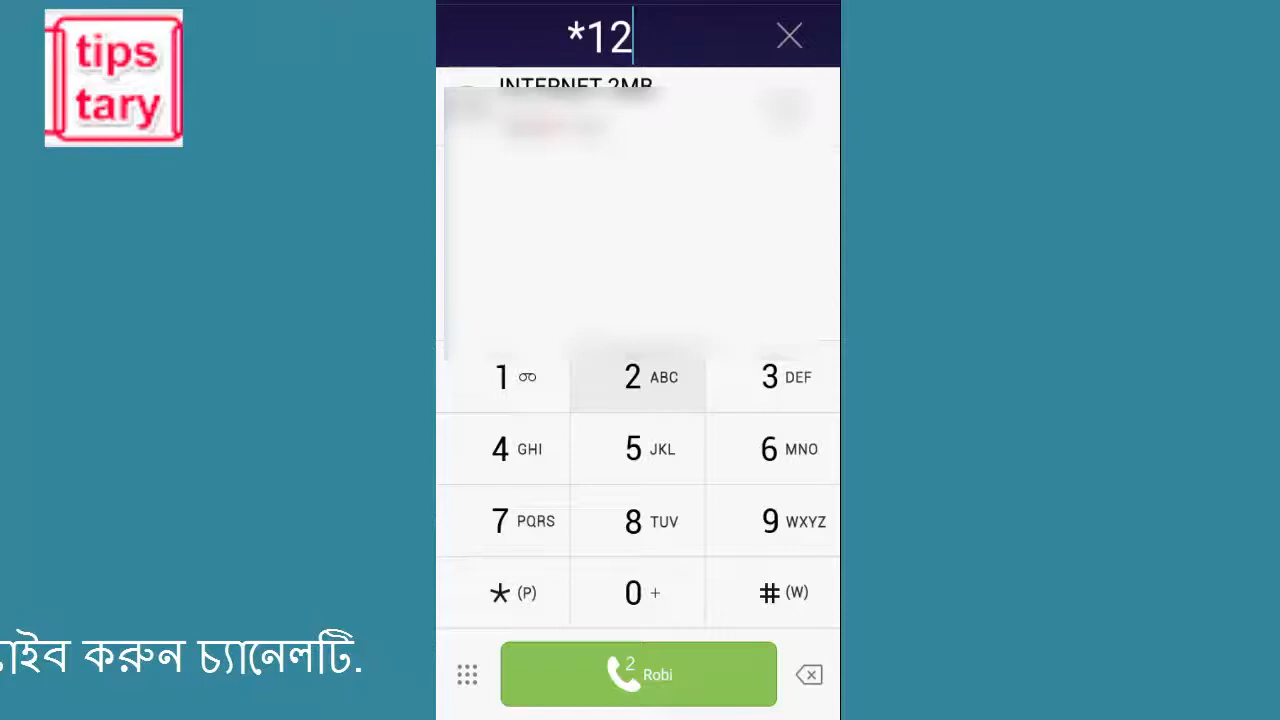 tips
tary
*12
INTERNET 2MB
1
2 ABC
3 DEF
4 GHI
5 JKL
6 MNO
7 PQRS
8 TUV
9 WXYZ
* (P)
0 +
# (W)
করুন চ্যানেলটি.
2 Robi